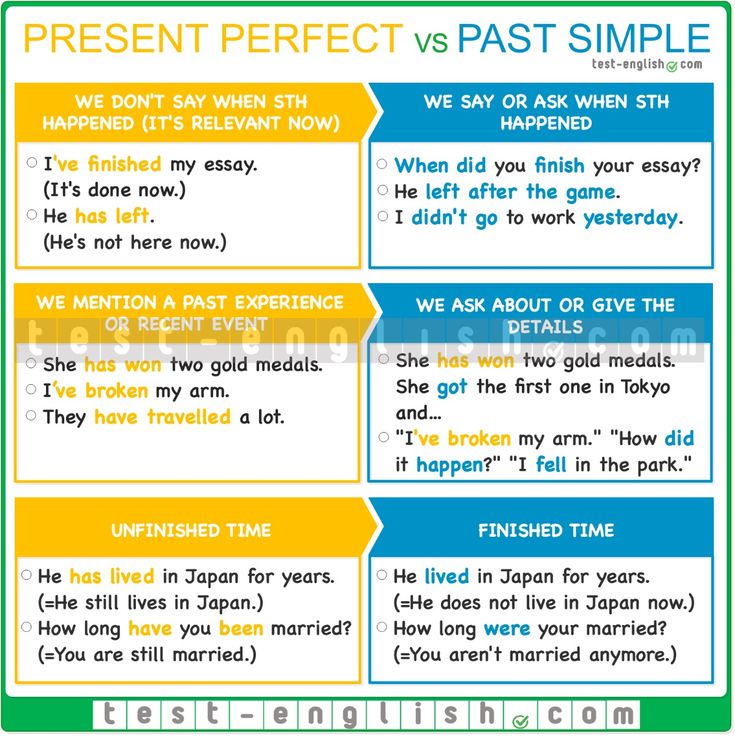 PRESENT PERFECT vs PAST SIMPLE
test-english.com
WE DON'T SAY WHEN STH
HAPPENED (IT'S RELEVANT NOW)
I've finished my essay.
(It's done now.)
He has left.
(He's not here now.)
WE SAY OR ASK WHEN STH
HAPPENED
When did you finish your essay?
He left after the game.
I didn't go to work yesterday.
WE MENTION A PAST EXPERIENCE
OR RECENT EVENT
She has won two gold medals.
I've broken my arm.
They have travelled a lot.
WE ASK ABOUT OR GIVE THE
DETAILS
She has won two gold medals.
She got the first one in Tokyo
and...
"I've broken my arm." "How did
it happen?" "I fell in the park."
test-english.com
UNFINISHED TIME
He has lived in Japan for years.
(=He still lives in Japan.)
How long have you been married?
(=You are still married.)
FINISHED TIME
He lived in Japan for years.
(=He does not live in Japan now.)
How long were your married?
(=You aren't married anymore.)
test-english.com